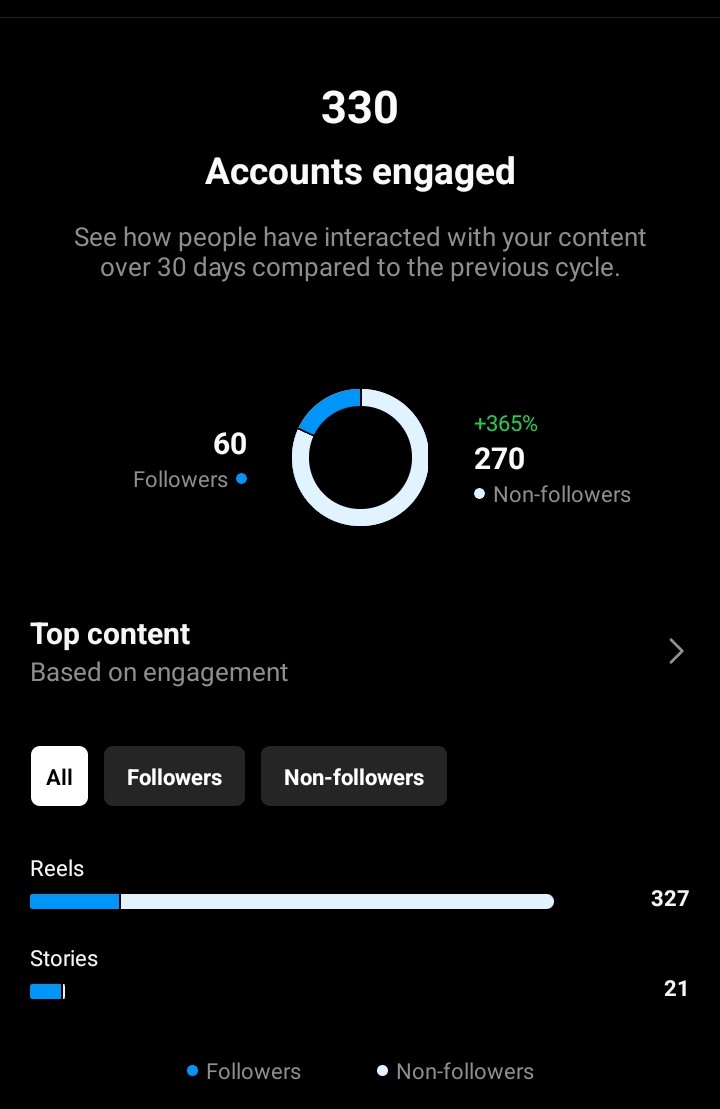 330
Accounts engaged
See how people have interacted with your content
over 30 days compared to the previous cycle.
60
Followers
+365%
270
Non-followers
Top content
Based on engagement
All
Followers
Non-followers
Reels
327
Stories
21
Followers
Non-followers